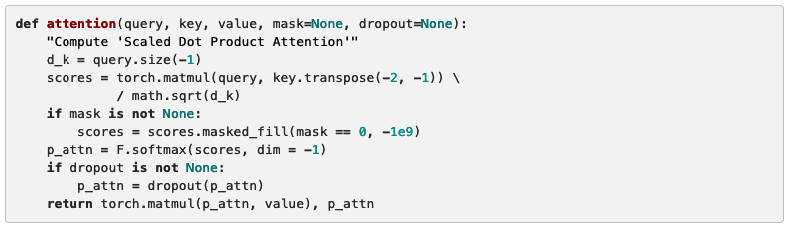 def attention(query, key, value, mask=None, dropout=None):
    "Compute 'Scaled Dot Product Attention'"
    d_k = query.size(-1)
    scores = torch.matmul(query, key.transpose(-2, -1)) \
             / math.sqrt(d_k)
    if mask is not None:
        scores = scores.masked_fill(mask == 0, -1e9)
    p_attn = F.softmax(scores, dim = -1)
    if dropout is not None:
        p_attn = dropout(p_attn)
    return torch.matmul(p_attn, value), p_attn